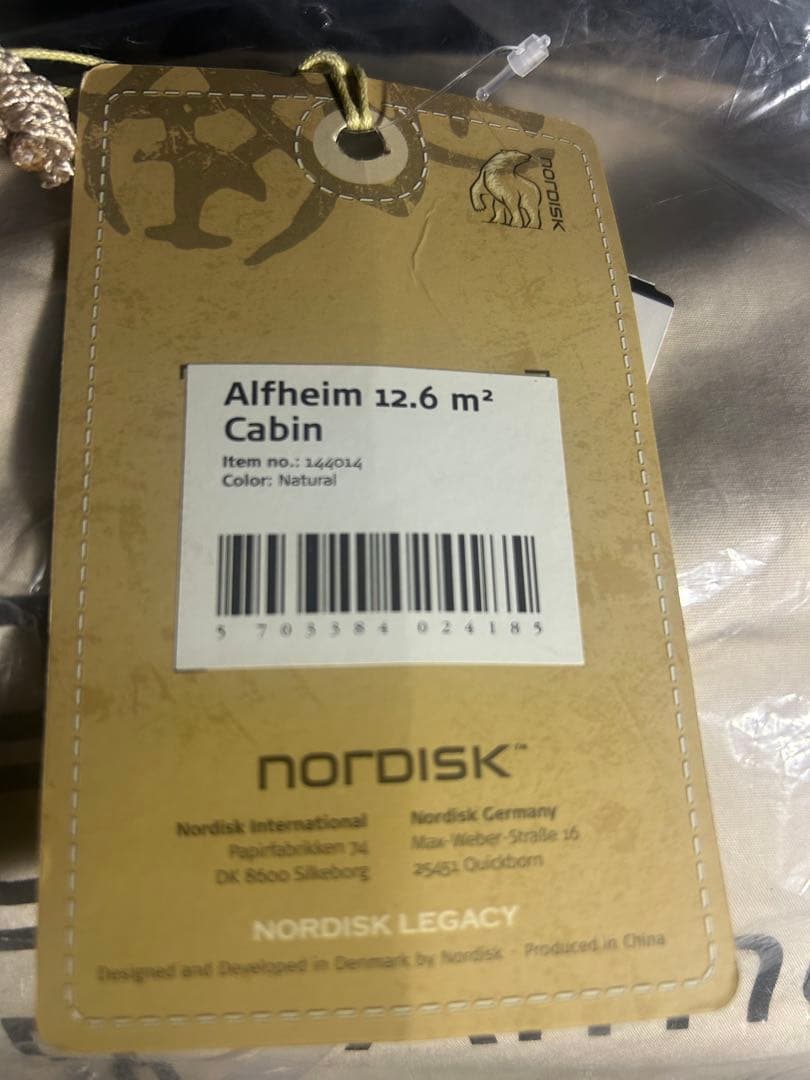 nordisk
Alfheim 12.6 m²
Cabin
Item no.: 144014
Color: Natural
5 703384 024185
nordisk™
Nordisk International
Papirfabrikken 74
DK 8600 Silkeborg
Nordisk Germany
Max-Weber-Straße 16
25451 Quickborn
NORDISK LEGACY
Designed and Developed in Denmark by Nordisk · Produced in China